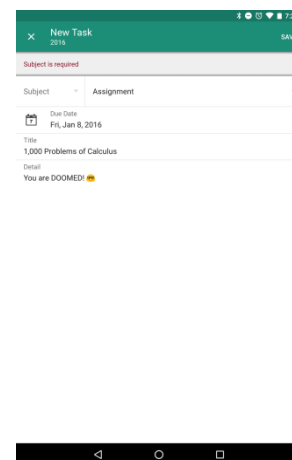 New Task
2016
Subject is required
Subject Assignment
Due Date
Fri, Jan 8, 2016
Title
1,000 Problems of Calculus
Detail
You are DOOMED! 🤓